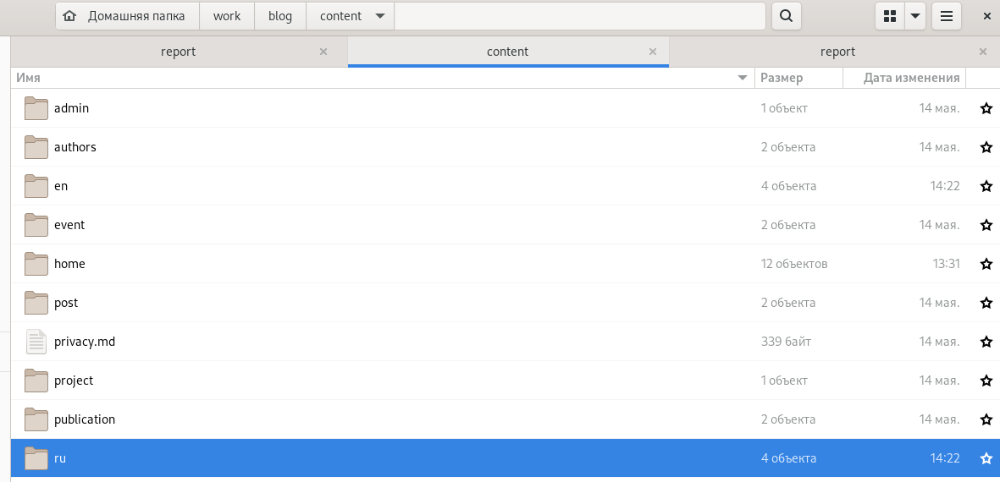 Домашняя папка work blog content
report content report
Имя Размер Дата изменения
admin 1 объект 14 мая.
authors 2 объекта 14 мая.
en 4 объекта 14:22
event 2 объекта 14 мая.
home 12 объектов 13:31
post 2 объекта 14 мая.
privacy.md 339 байт 14 мая.
project 1 объект 14 мая.
publication 2 объекта 14 мая.
ru 4 объекта 14:22